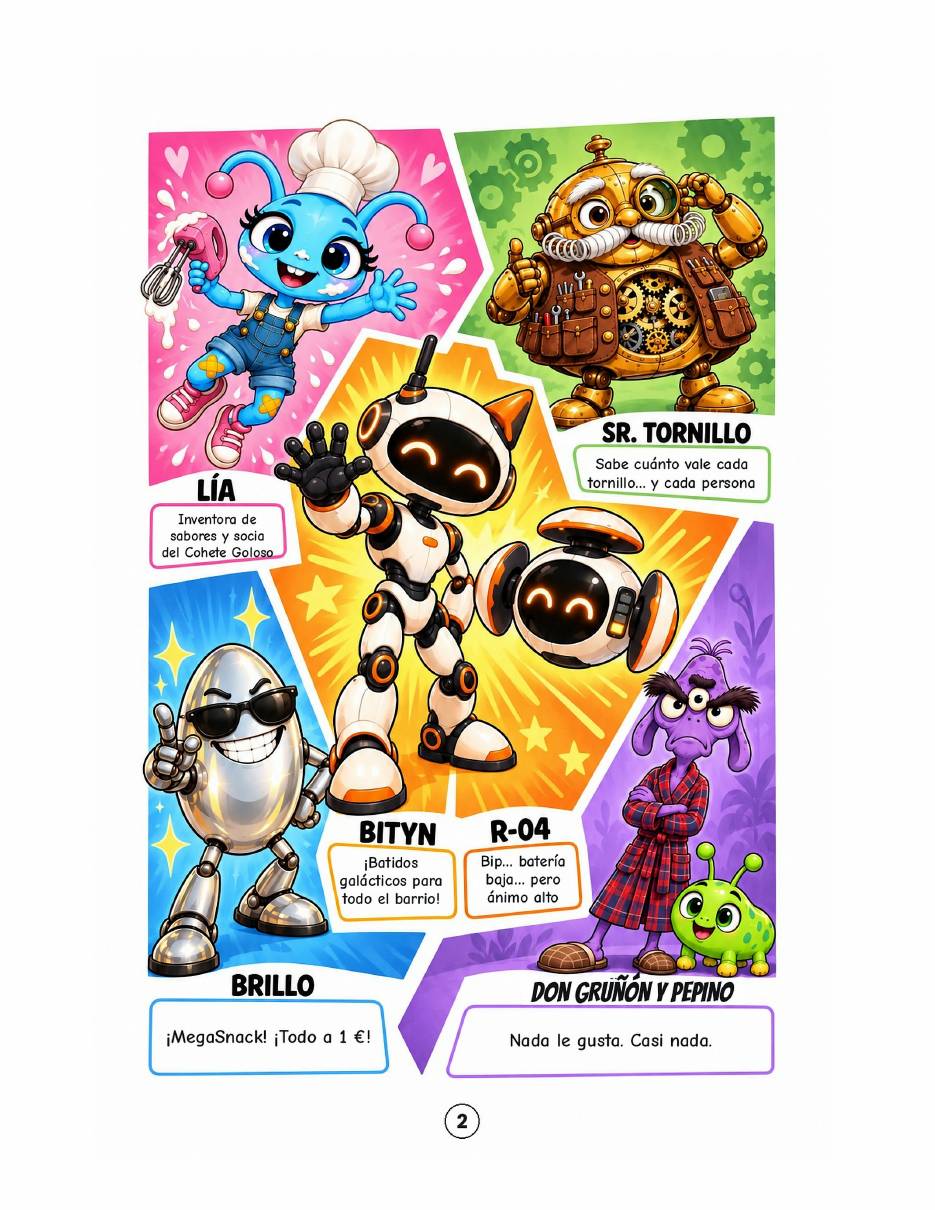 SR. TORNILLO
Sabe cuánto vale cada
tornillo... y cada persona
LÍA
Inventora de
sabores y socia
del Cohete Goloso
BITYN
¡Batidos
galácticos para
todo el barrio!
R-04
Bip... batería
baja... pero
ánimo alto
BRILLO
¡MegaSnack! ¡Todo a 1 €!
DON GRUÑÓN Y PEPINO
Nada le gusta. Casi nada.
2